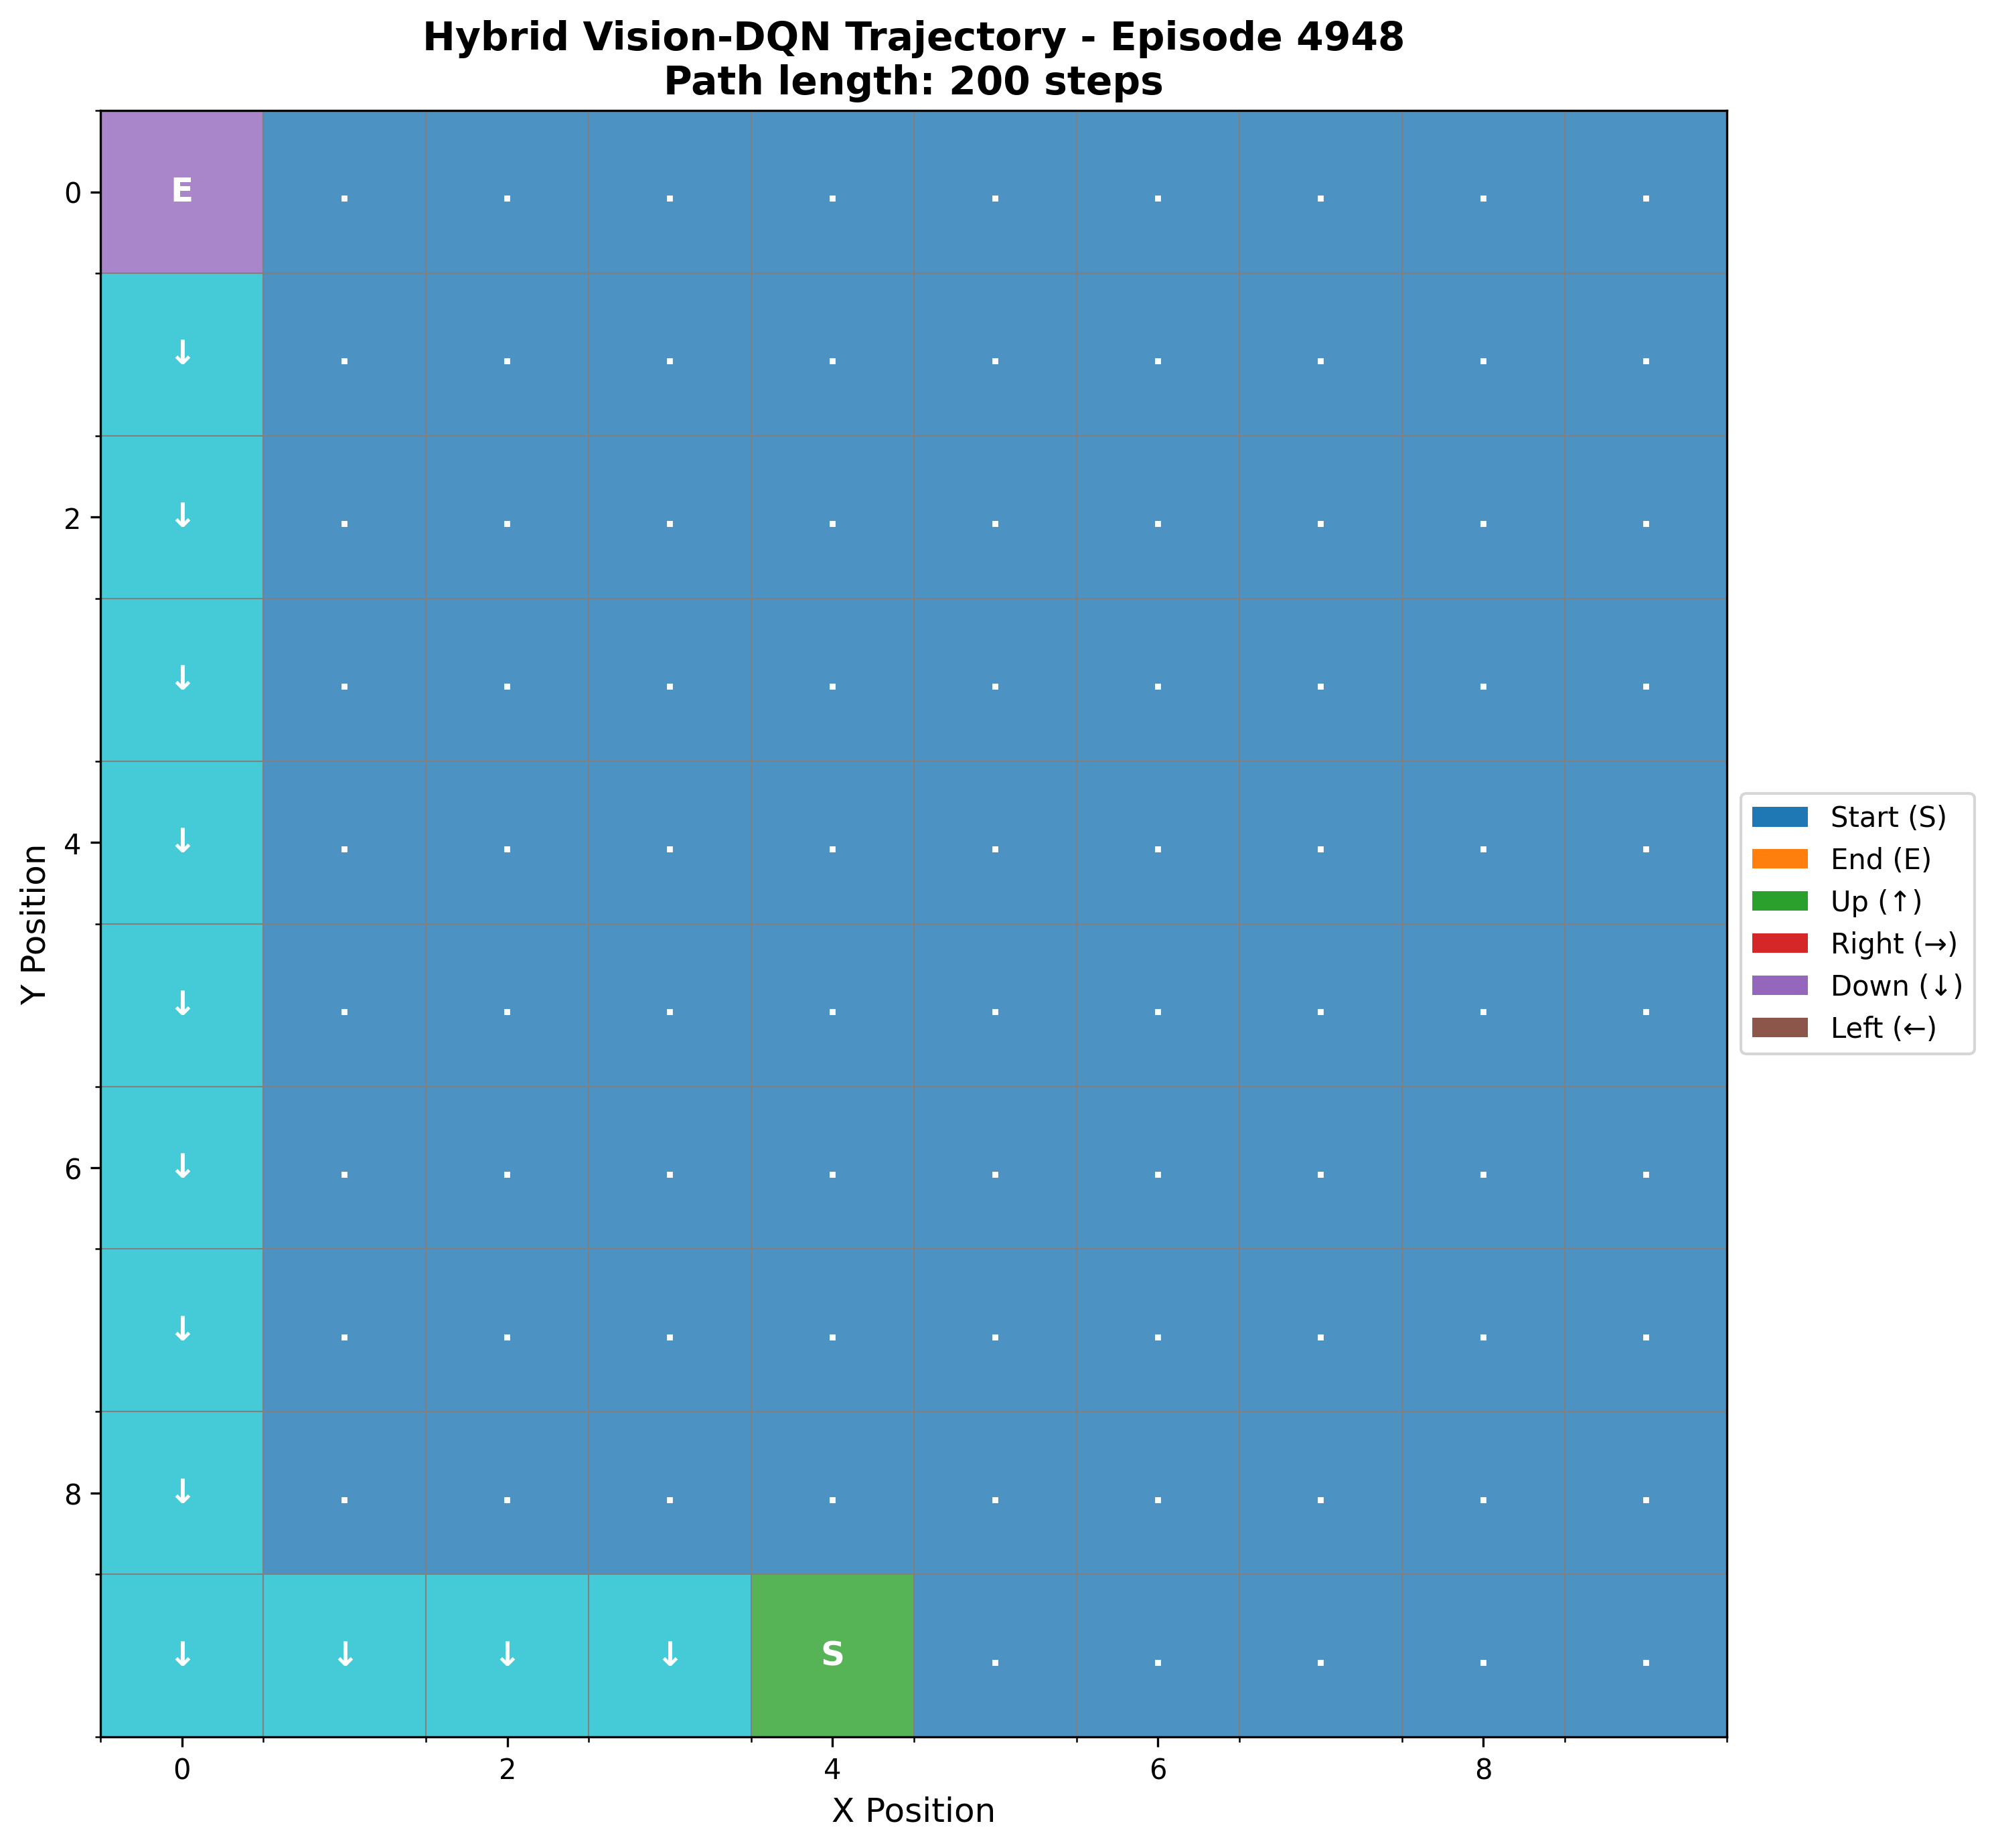 Hybrid Vision-DQN Trajectory - Episode 4948
Path length: 200 steps
0 E . . . . . . . . .
↓ . . . . . . . . .
2 ↓ . . . . . . . . .
↓ . . . . . . . . .
4 ↓ . . . . . . . . .
↓ . . . . . . . . .
6 ↓ . . . . . . . . .
↓ . . . . . . . . .
8 ↓ . . . . . . . . .
↓ ↓ ↓ ↓ S . . . . .
0 2 4 6 8
X Position
Y Position
Start (S)
End (E)
Up (↑)
Right (→)
Down (↓)
Left (←)